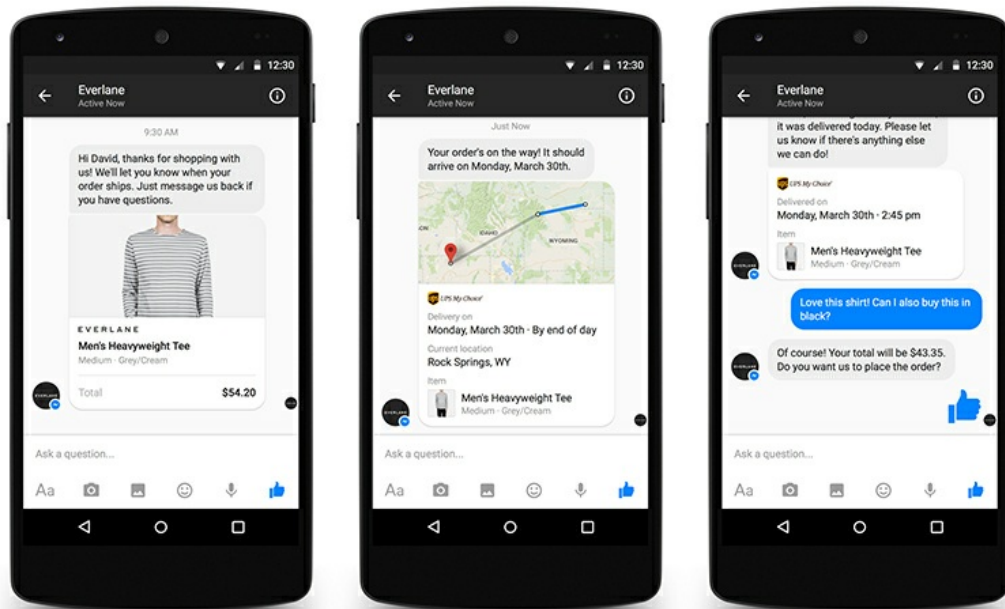 12:30
Everlane
Active Now
9:30 AM
Hi David, thanks for shopping with
us! We'll let you know when your
order ships. Just message us back if
you have questions.
EVERLANE
Men's Heavyweight Tee
Medium · Grey/Cream
Total $54.20
EVERLANE
Ask a question...
Aa
12:30
Everlane
Active Now
Just Now
Your order's on the way! It should
arrive on Monday, March 30th.
IDAHO
WYOMING
UPS My Choice
Delivery on
Monday, March 30th · By end of day
Current location
Rock Springs, WY
Item
Men's Heavyweight Tee
Medium · Grey/Cream
EVERLANE
Ask a question...
Aa
12:30
Everlane
Active Now
it was delivered today. Please let
us know if there's anything else
we can do!
UPS My Choice
Delivered on
Monday, March 30th · 2:45 pm
Item
Men's Heavyweight Tee
Medium · Grey/Cream
EVERLANE
Love this shirt! Can I also buy this in
black?
Of course! Your total will be $43.35.
Do you want us to place the order?
EVERLANE
Ask a question...
Aa